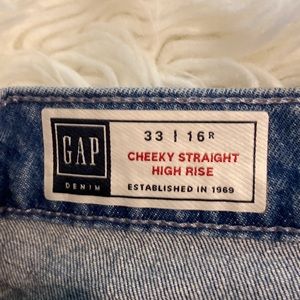 GAP
DENIM
33 | 16R
CHEEKY STRAIGHT
HIGH RISE
ESTABLISHED IN 1969